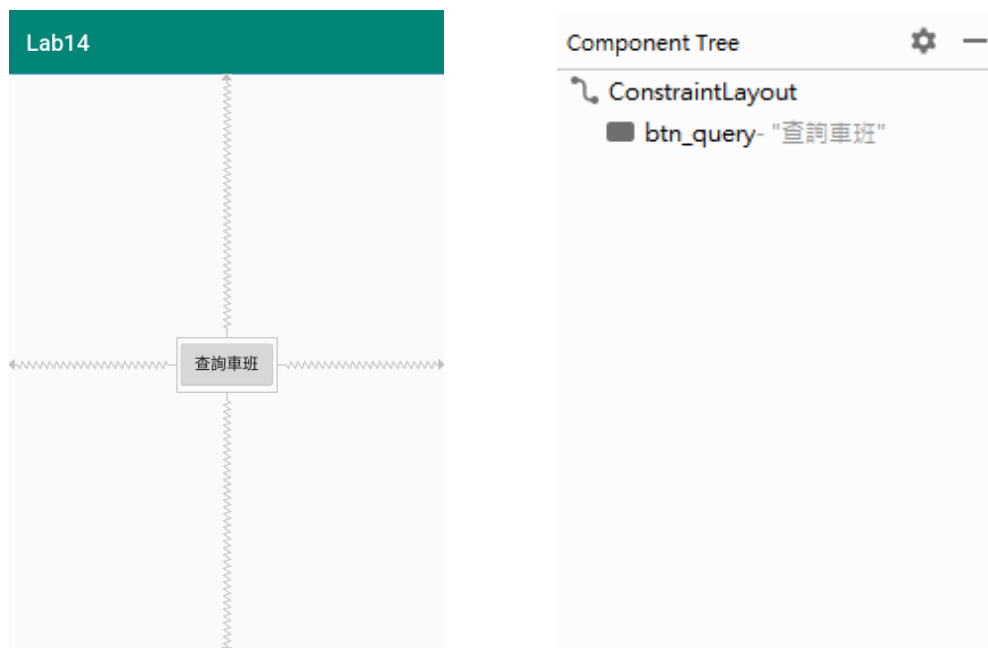 Lab14
查詢車班
Component Tree
ConstraintLayout
btn_query- "查詢車班"